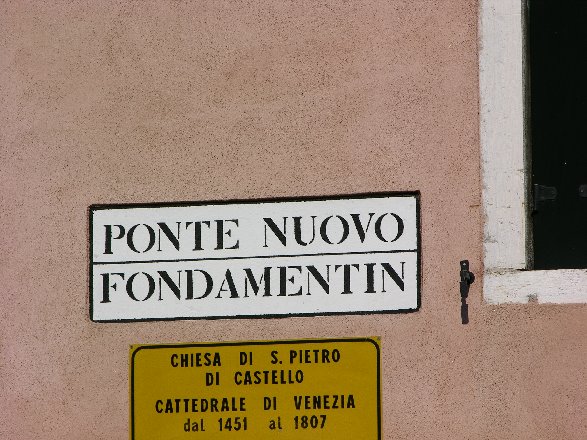 PONTE NUOVO
FONDAMENTIN
CHIESA DI S. PIETRO
DI CASTELLO
CATTEDRALE DI VENEZIA
dal 1451 al 1807